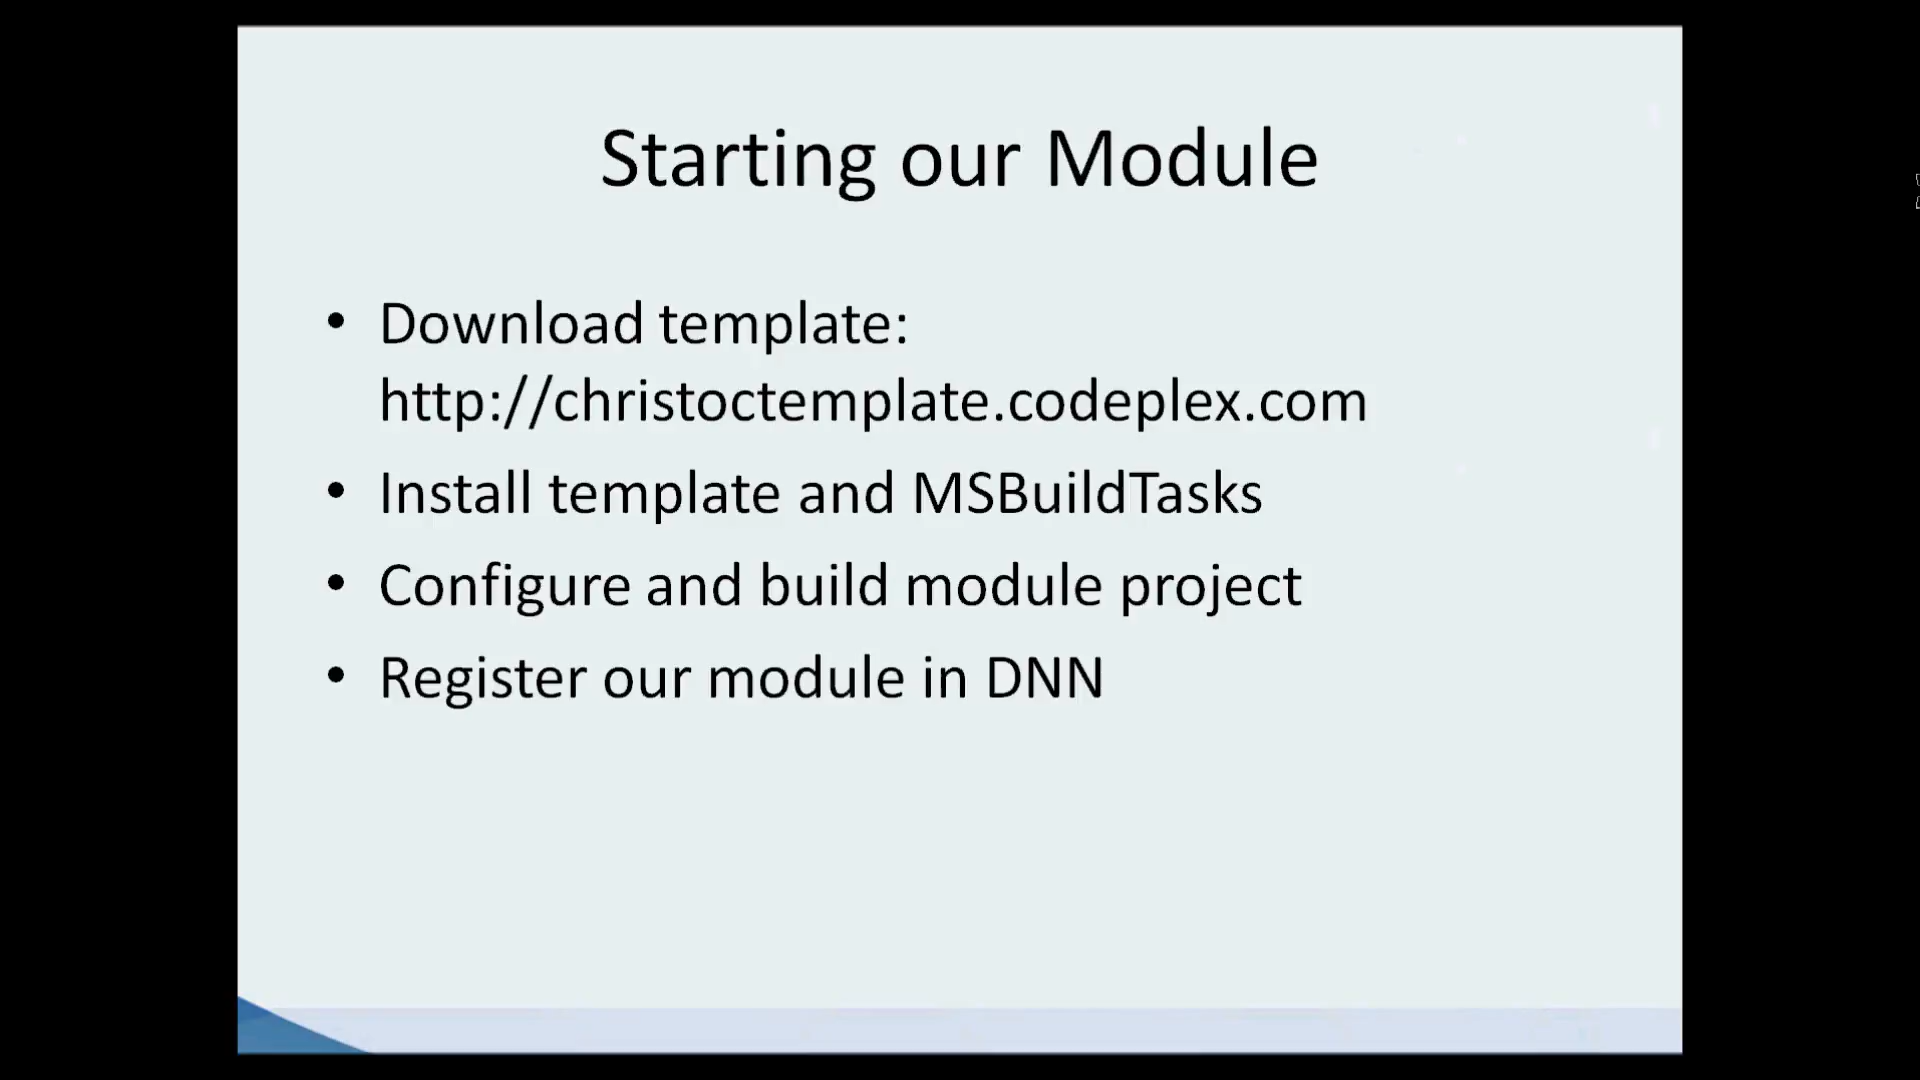 Starting our Module
• Download template:
http://christoctemplate.codeplex.com
• Install template and MSBuildTasks
• Configure and build module project
• Register our module in DNN